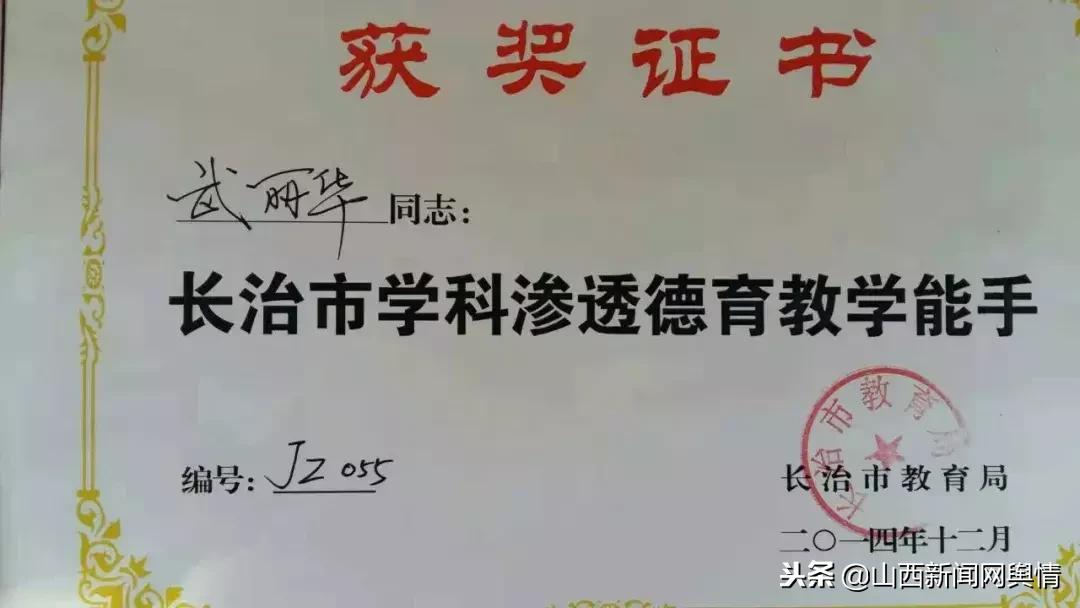 获奖证书
武丽华同志：
长治市学科渗透德育教学能手
长治市教育局
编号：JZ055
长治市教育局
二〇一四年十二月
头条 @山西新闻网舆情